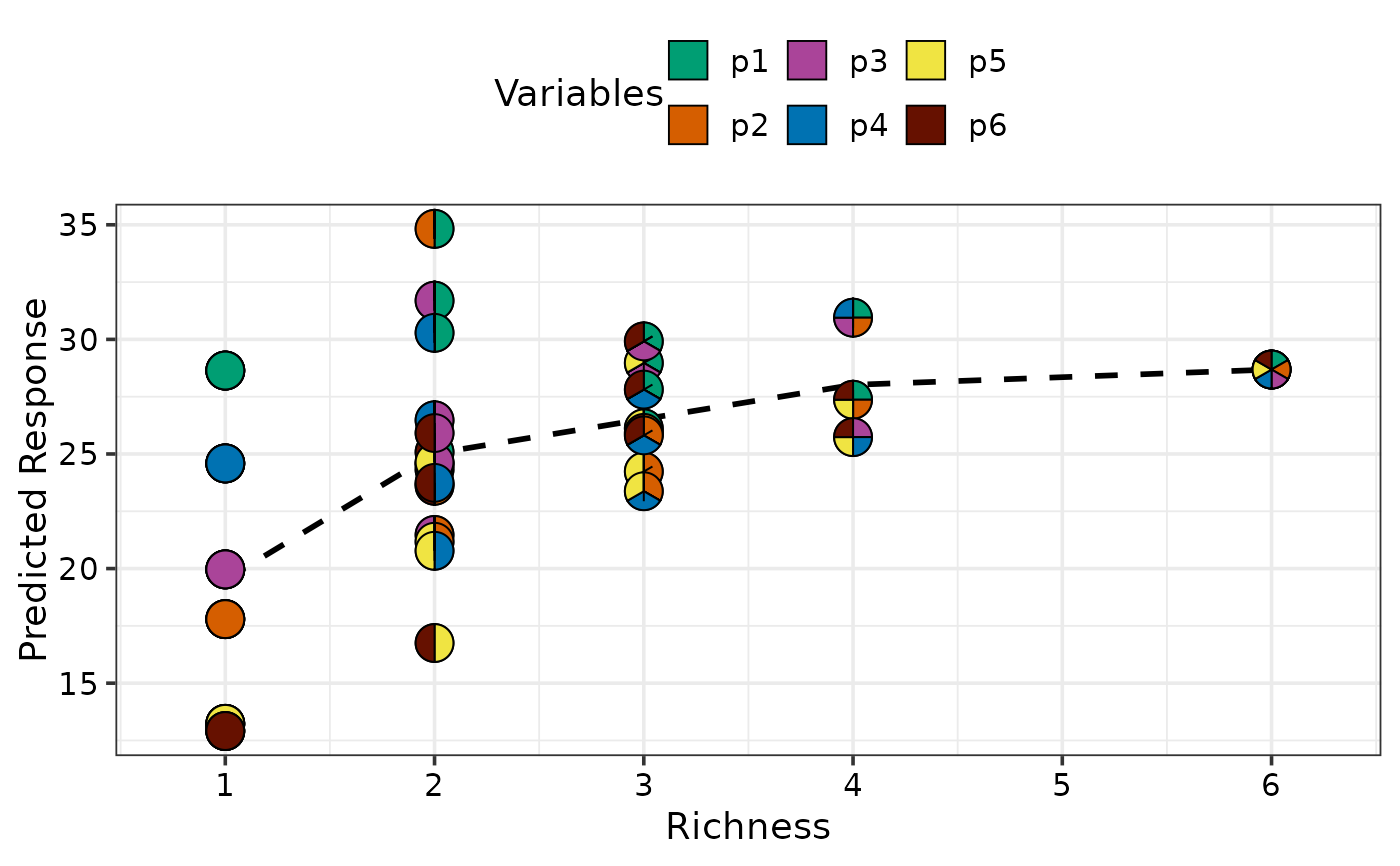 Variables
p1 p3 p5
p2 p4 p6
Predicted Response
35
30
25
20
15
1 2 3 4 5 6
Richness